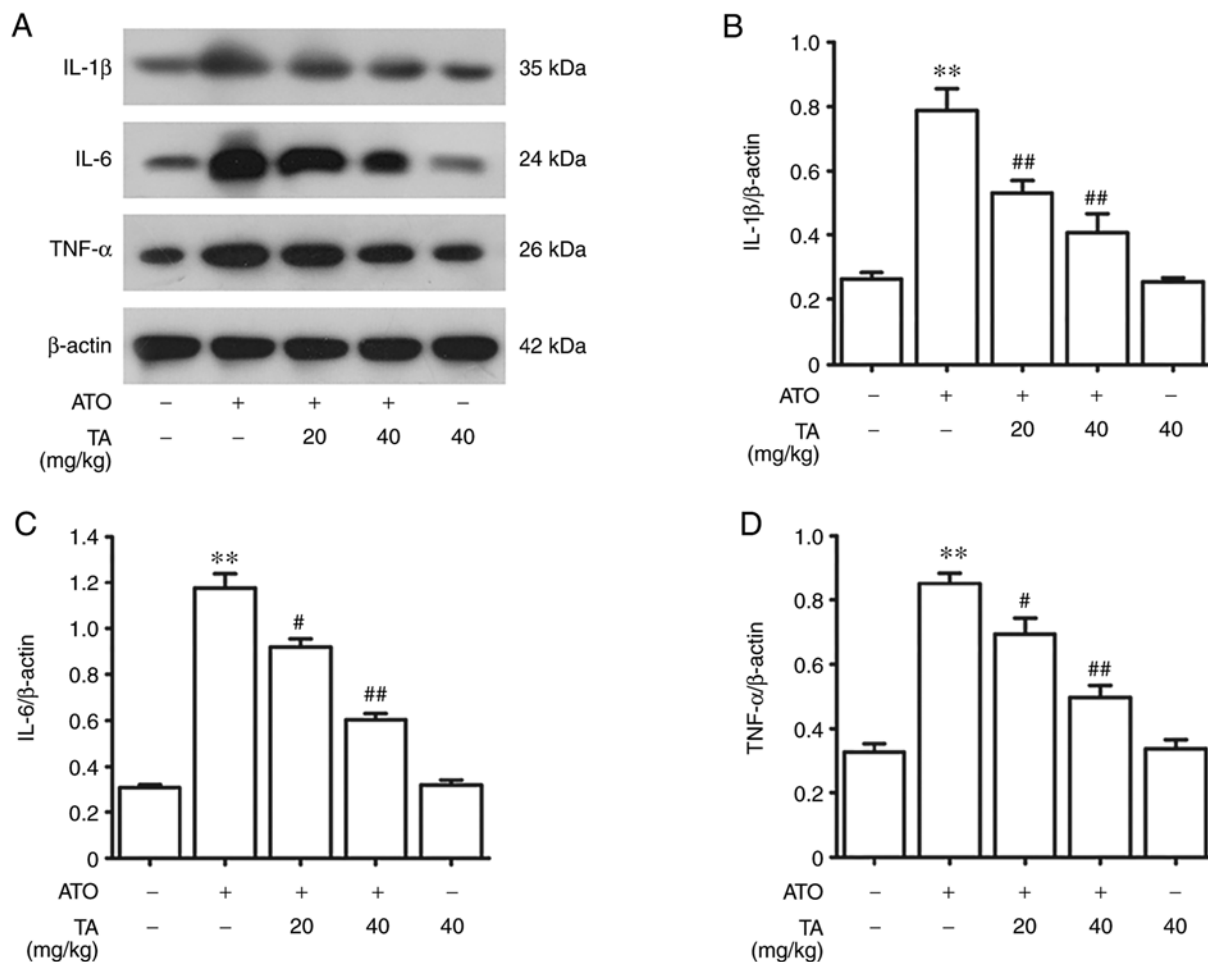 A
IL-1β 35 kDa
IL-6 24 kDa
TNF-α 26 kDa
β-actin 42 kDa
ATO – + + + –
TA – – 20 40 40
(mg/kg)
B
IL-1β/β-actin
1.0
0.8
0.6
0.4
0.2
0
**
##
##
ATO – + + + –
TA – – 20 40 40
(mg/kg)
C
IL-6/β-actin
1.4
1.2
1.0
0.8
0.6
0.4
0.2
0
**
#
##
ATO – + + + –
TA – – 20 40 40
(mg/kg)
D
TNF-α/β-actin
1.0
0.8
0.6
0.4
0.2
0
**
#
##
ATO – + + + –
TA – – 20 40 40
(mg/kg)